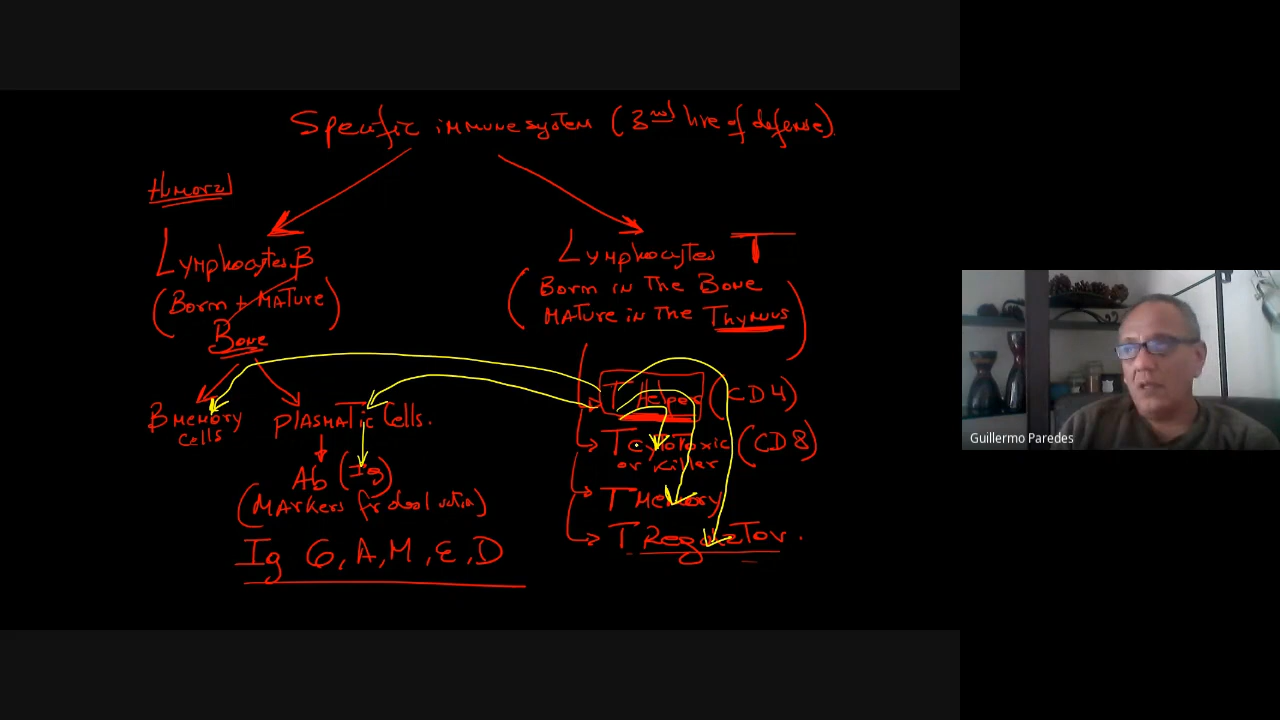 Specific immune system (3rd line of defense)
Humoral
Lymphocytes B
(Born + Mature)
Bone
B memory
cells
Plasmatic Cells.
Ab (Ig)
(Markers for destruction)
Ig G, A, M, E, D
Lymphocytes T
(Born in the Bone
Mature in the Thymus)
T Helper (CD4)
T Cytotoxic (CD8)
or Killer
T Memory
T Regulator.
Guillermo Paredes